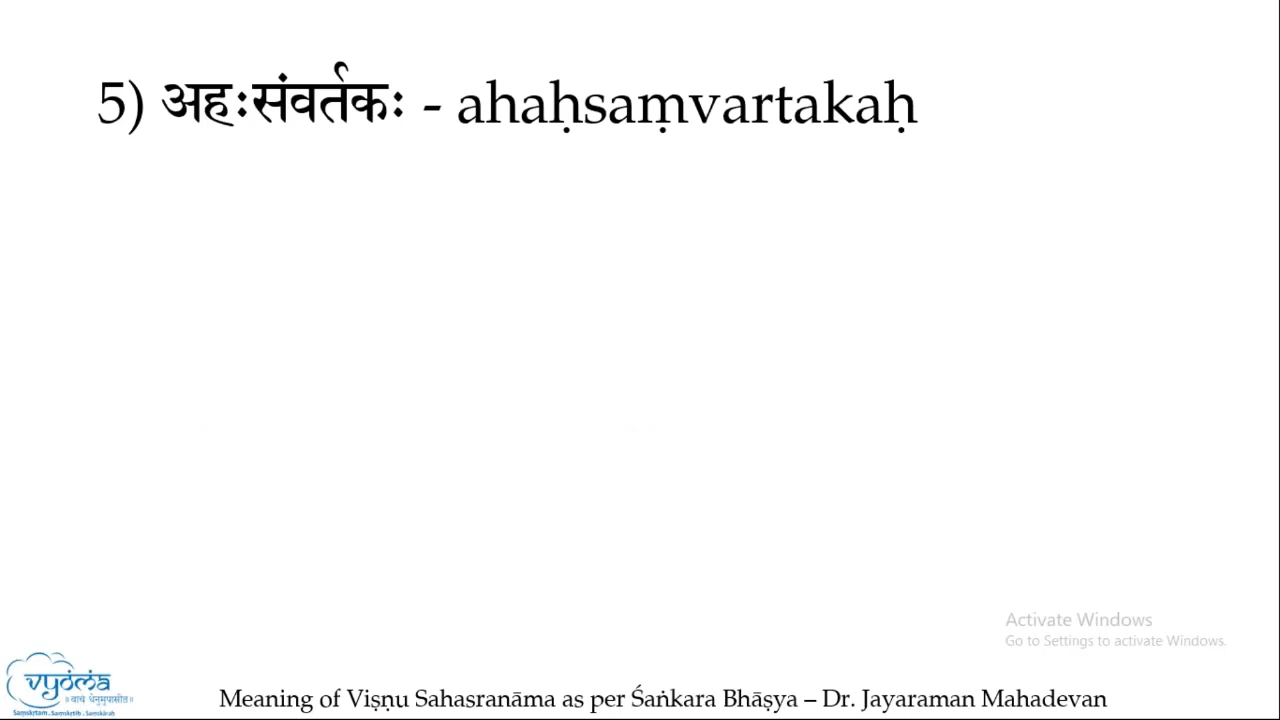 5) अहःसंवर्तकः - ahaḥsaṃvartakaḥ
Activate Windows
Go to Settings to activate Windows.
vyoma
॥ वाचं धेनुमुपासीत ॥
Saṃskṛtam . Saṃskṛtiḥ . Saṃskāraḥ
Meaning of Viṣṇu Sahasranāma as per Śaṅkara Bhāṣya – Dr. Jayaraman Mahadevan